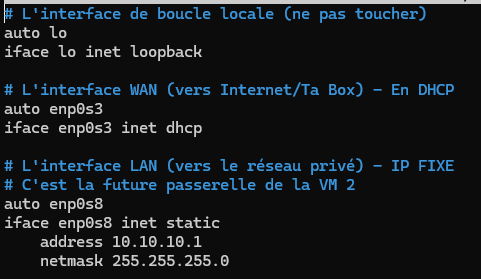 # L'interface de boucle locale (ne pas toucher)
auto lo
iface lo inet loopback
# L'interface WAN (vers Internet/Ta Box) - En DHCP
auto enp0s3
iface enp0s3 inet dhcp
# L'interface LAN (vers le réseau privé) - IP FIXE
# C'est la future passerelle de la VM 2
auto enp0s8
iface enp0s8 inet static
    address 10.10.10.1
    netmask 255.255.255.0